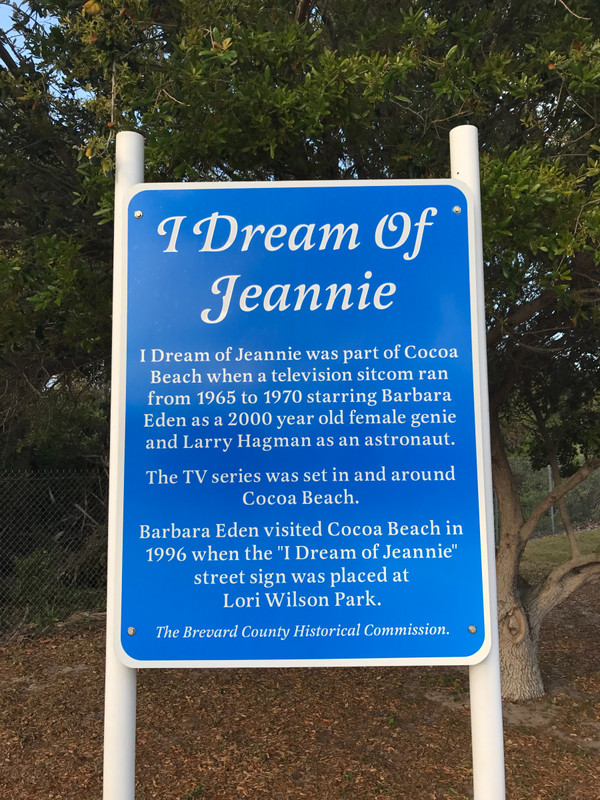 I Dream Of
Jeannie
I Dream of Jeannie was part of Cocoa
Beach when a television sitcom ran
from 1965 to 1970 starring Barbara
Eden as a 2000 year old female genie
and Larry Hagman as an astronaut.
The TV series was set in and around
Cocoa Beach.
Barbara Eden visited Cocoa Beach in
1996 when the "I Dream of Jeannie"
street sign was placed at
Lori Wilson Park.
The Brevard County Historical Commission.